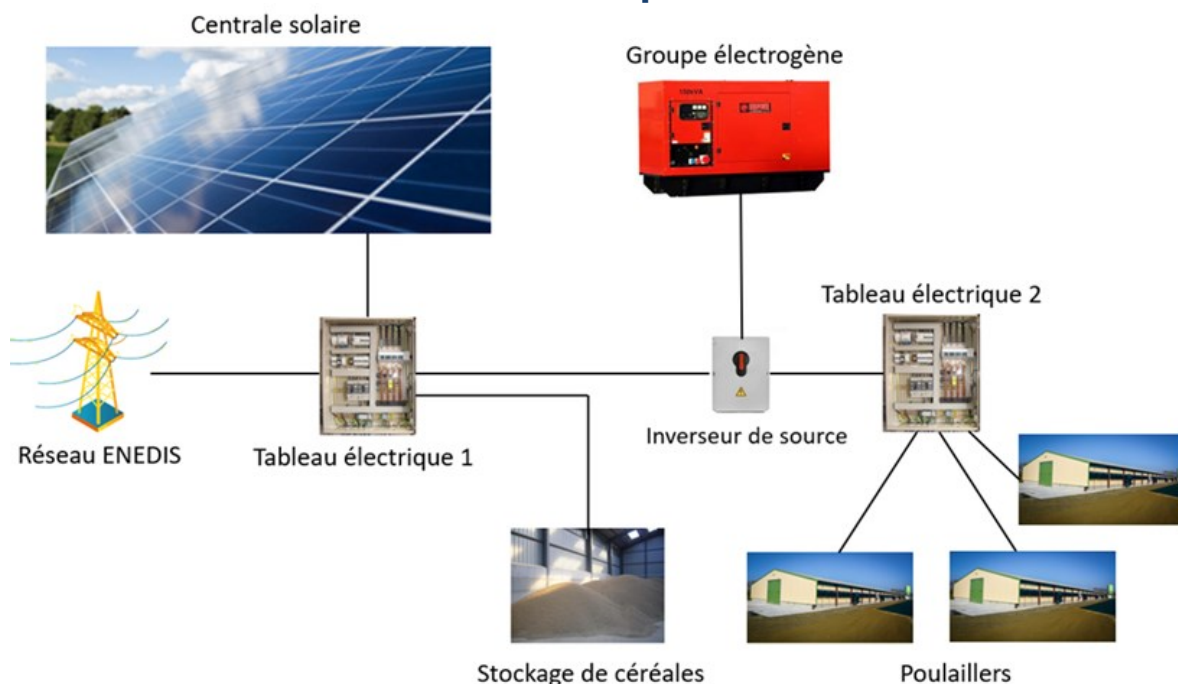 Centrale solaire
Groupe électrogène
110kVA
Tableau électrique 2
Réseau ENEDIS
Tableau électrique 1
Inverseur de source
Stockage de céréales
Poulaillers